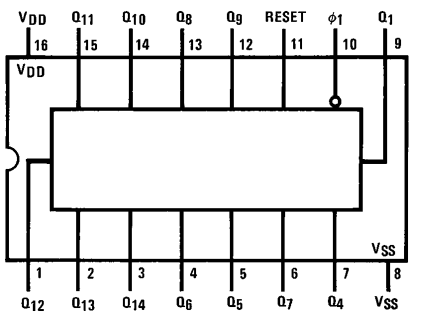 VDD Q11 Q10 Q8 Q9 RESET ϕ1 Q1
16 15 14 13 12 11 10 9
VDD
VSS
1 2 3 4 5 6 7 8
Q12 Q13 Q14 Q6 Q5 Q7 Q4 VSS